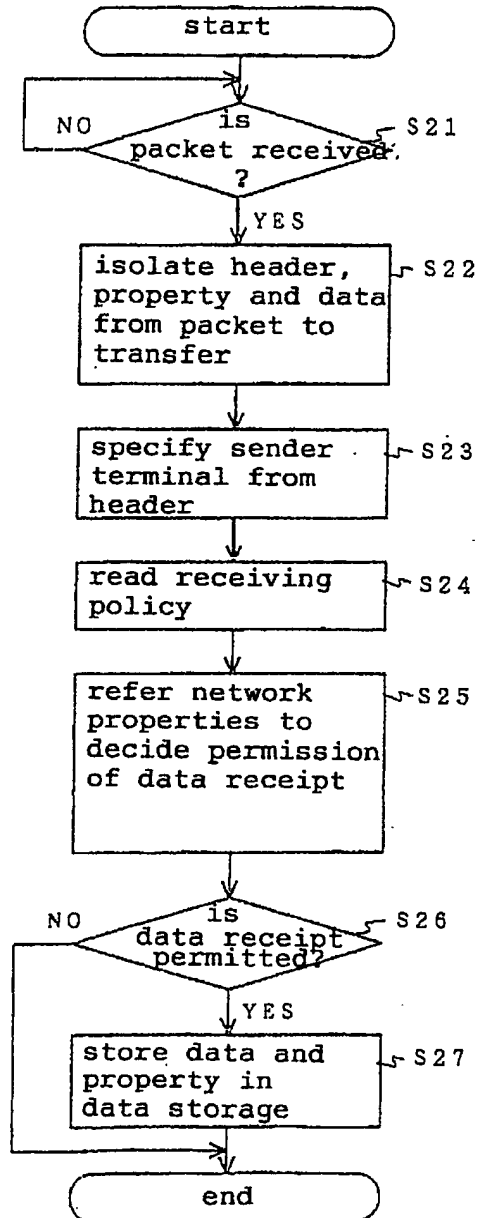 start
NO
is
packet received
?
S21
YES
isolate header,
property and data
from packet to
transfer
S22
specify sender
terminal from
header
S23
read receiving
policy
S24
refer network
properties to
decide permission
of data receipt
S25
NO
is
data receipt
permitted?
S26
YES
store data and
property in
data storage
S27
end